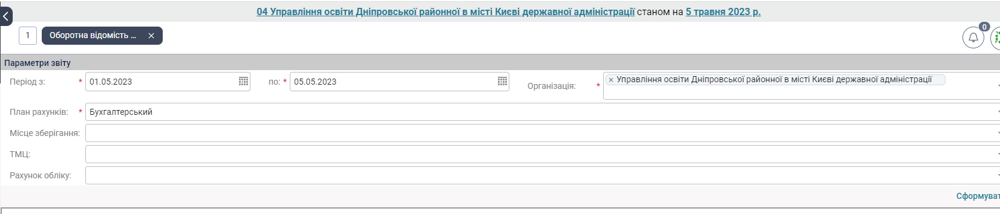 04 Управління освіти Дніпровської районної в місті Києві державної адміністрації станом на 5 травня 2023 р.
1 Оборотна відомість ... × 0
Параметри звіту
Період з: * 01.05.2023 по: * 05.05.2023 Організація: * × Управління освіти Дніпровської районної в місті Києві державної адміністрації
План рахунків: * Бухгалтерський
Місце зберігання:
ТМЦ:
Рахунок обліку:
Сформуват